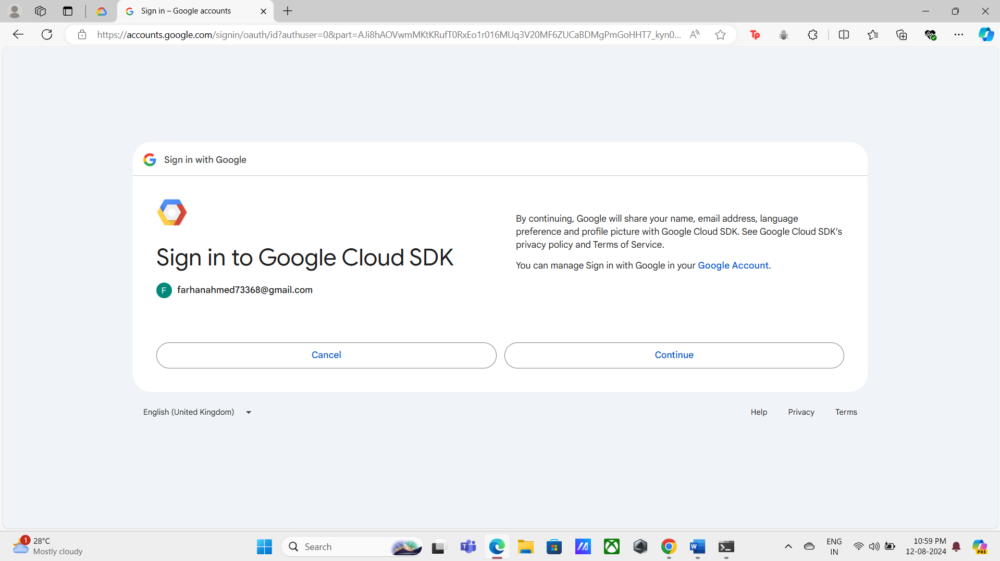 Sign in – Google accounts
https://accounts.google.com/signin/oauth/id?authuser=0&part=AJi8hAOVwmMKtKRufT0RxEo1r016MUq3V20MF6ZUCaBDMgPmGoHHT7_kyn0...
Tp
Sign in with Google
Sign in to Google Cloud SDK
F farhanahmed73368@gmail.com
By continuing, Google will share your name, email address, language
preference and profile picture with Google Cloud SDK. See Google Cloud SDK’s
privacy policy and Terms of Service.
You can manage Sign in with Google in your Google Account.
Cancel
Continue
English (United Kingdom)
Help Privacy Terms
1
28°C
Mostly cloudy
Search
ENG
IN
10:59 PM
12-08-2024
PRE